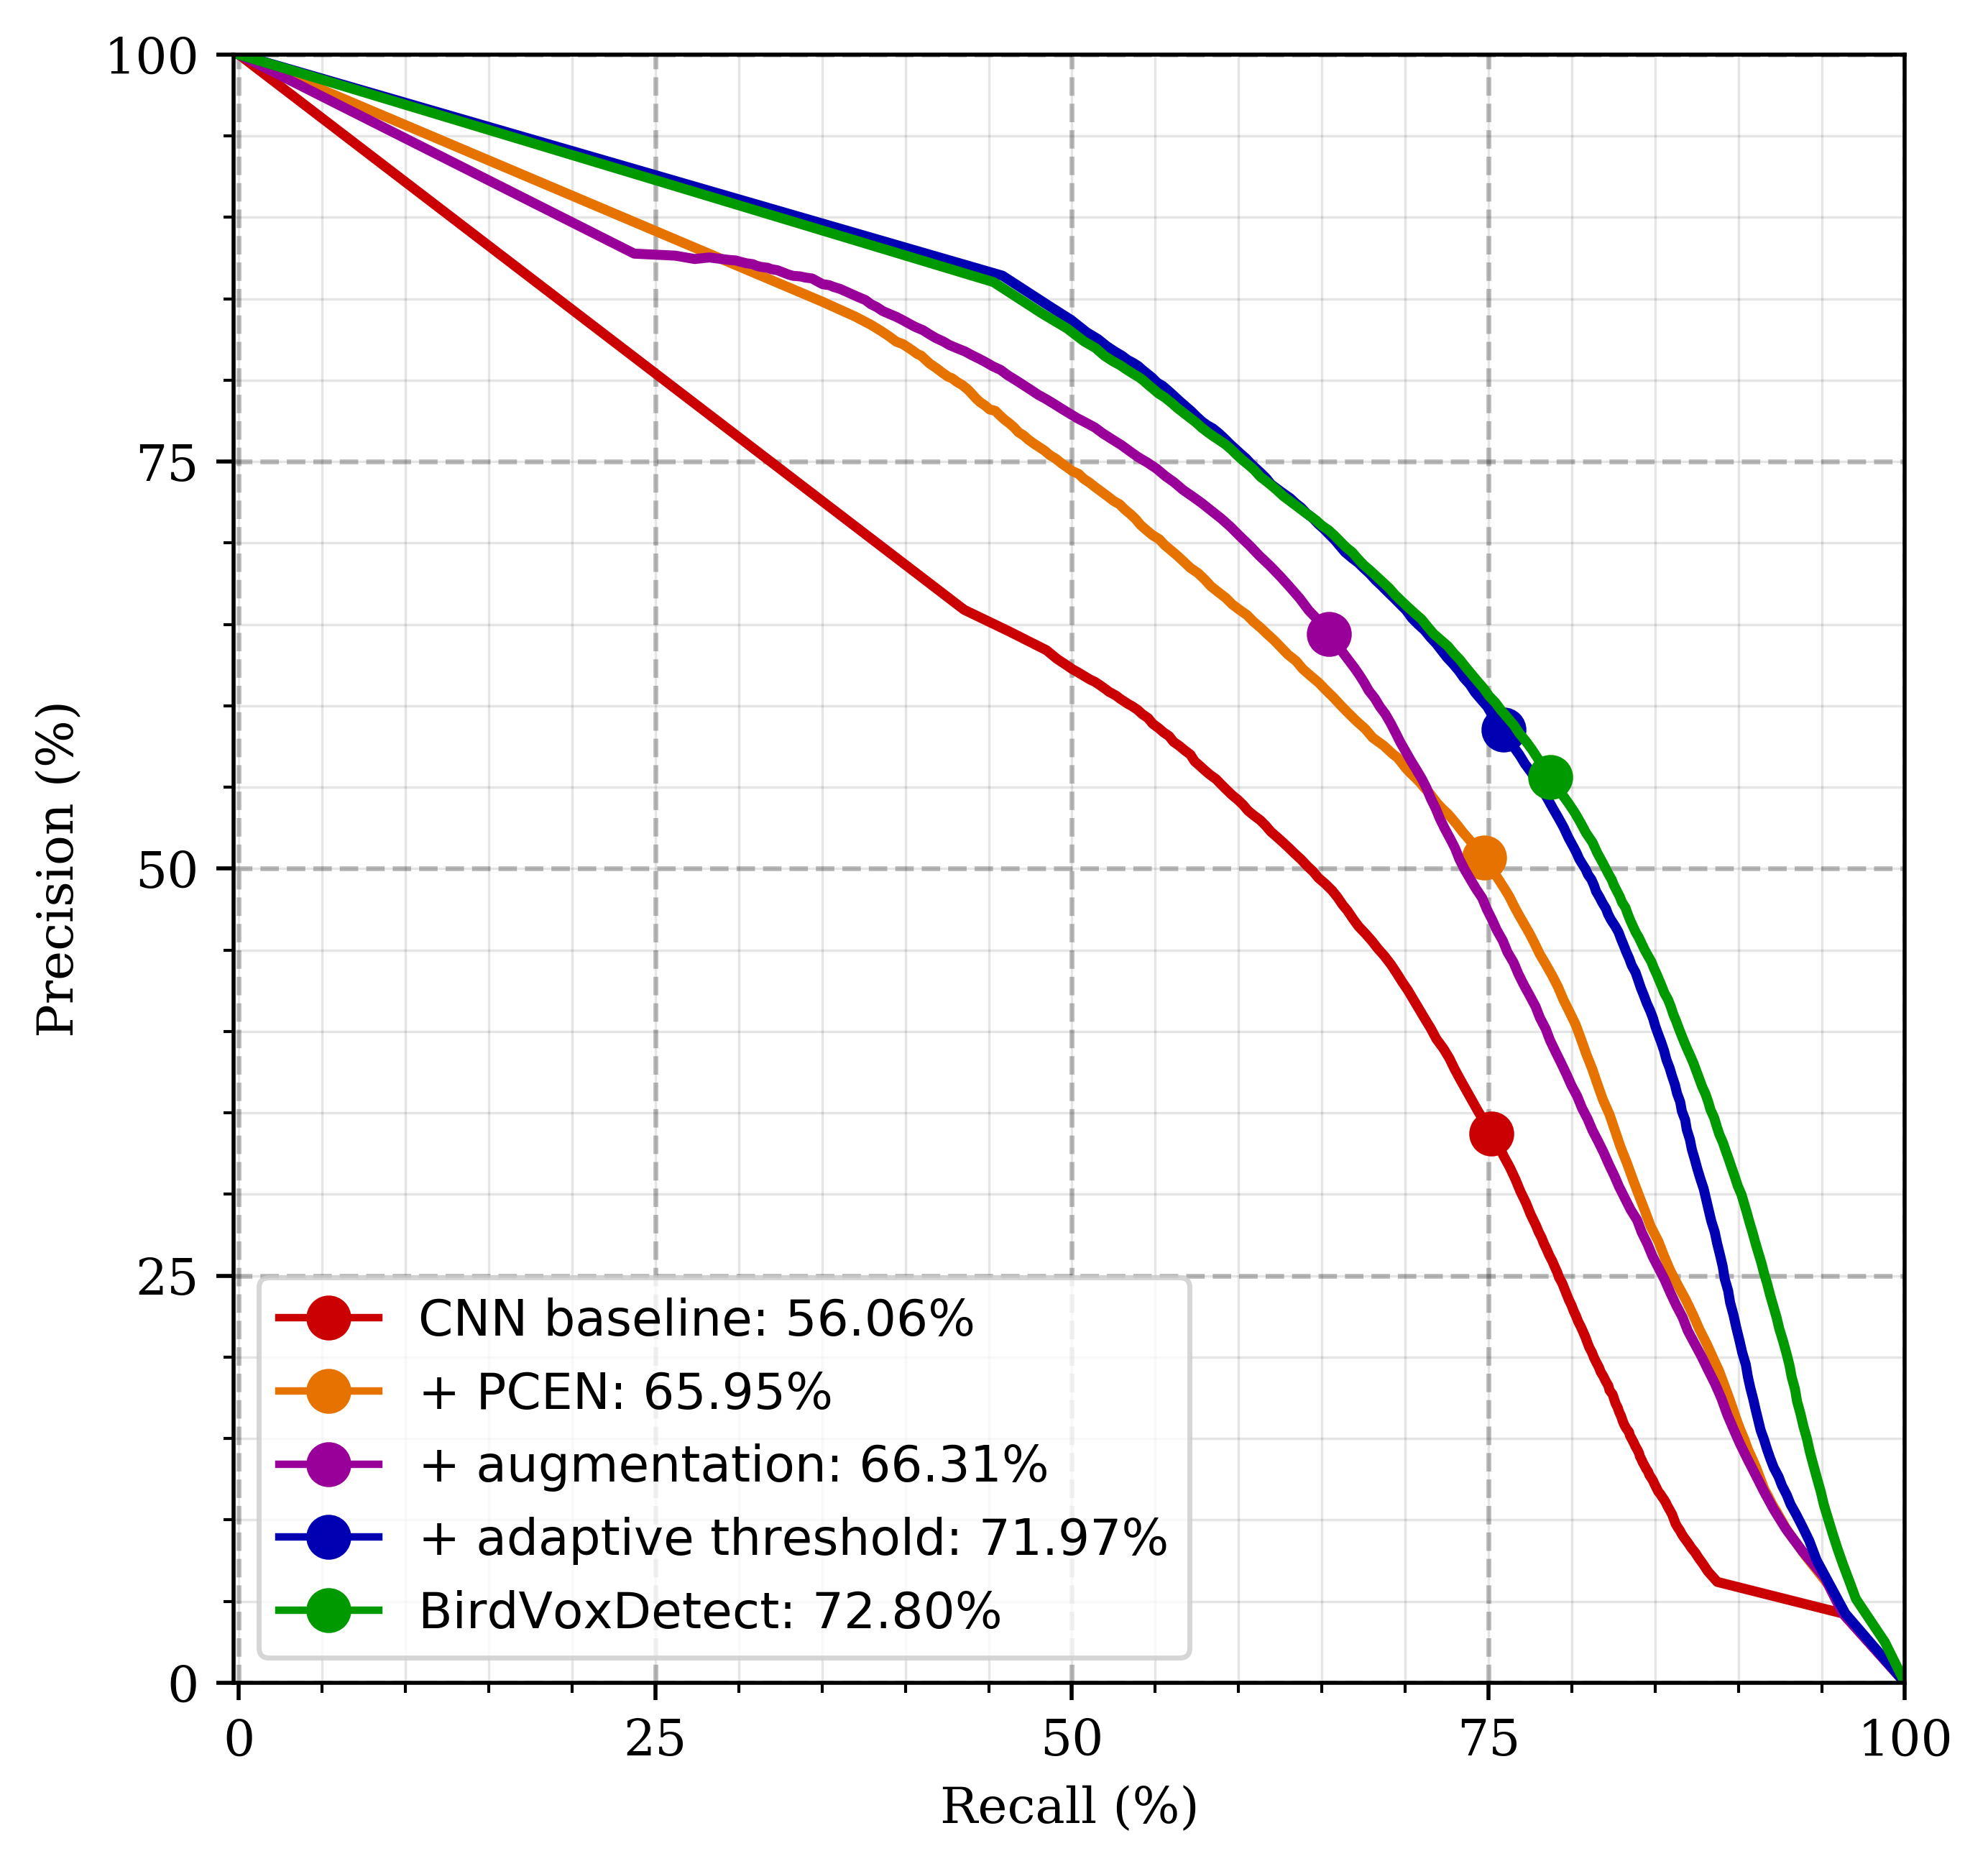 100
75
50
25
0
Precision (%)
CNN baseline: 56.06%
+ PCEN: 65.95%
+ augmentation: 66.31%
+ adaptive threshold: 71.97%
BirdVoxDetect: 72.80%
0
25
50
75
100
Recall (%)